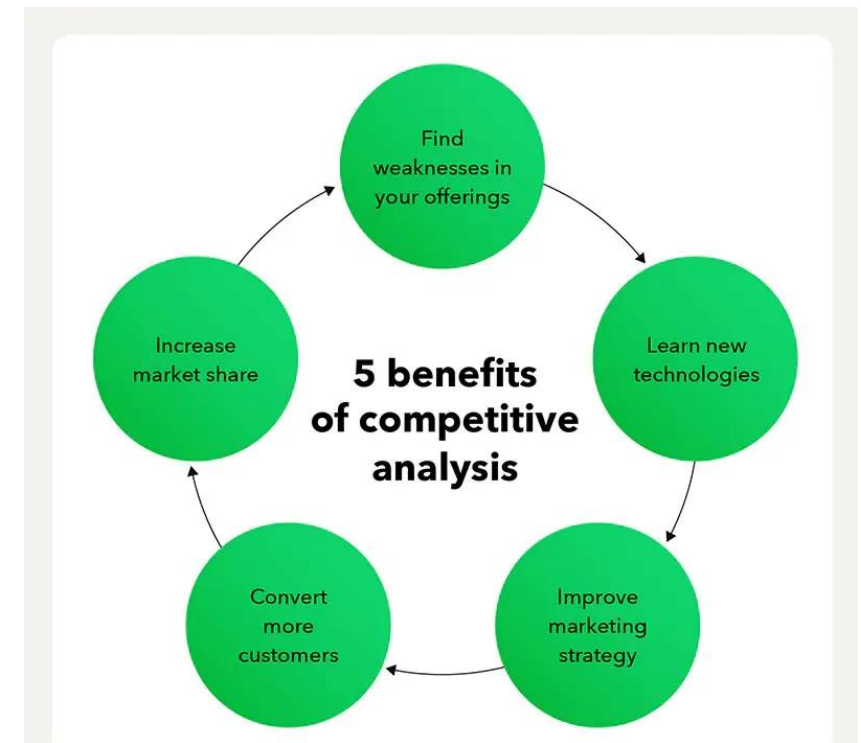 Find
weaknesses in
your offerings
Learn new
technologies
Improve
marketing
strategy
Convert
more
customers
Increase
market share
5 benefits
of competitive
analysis